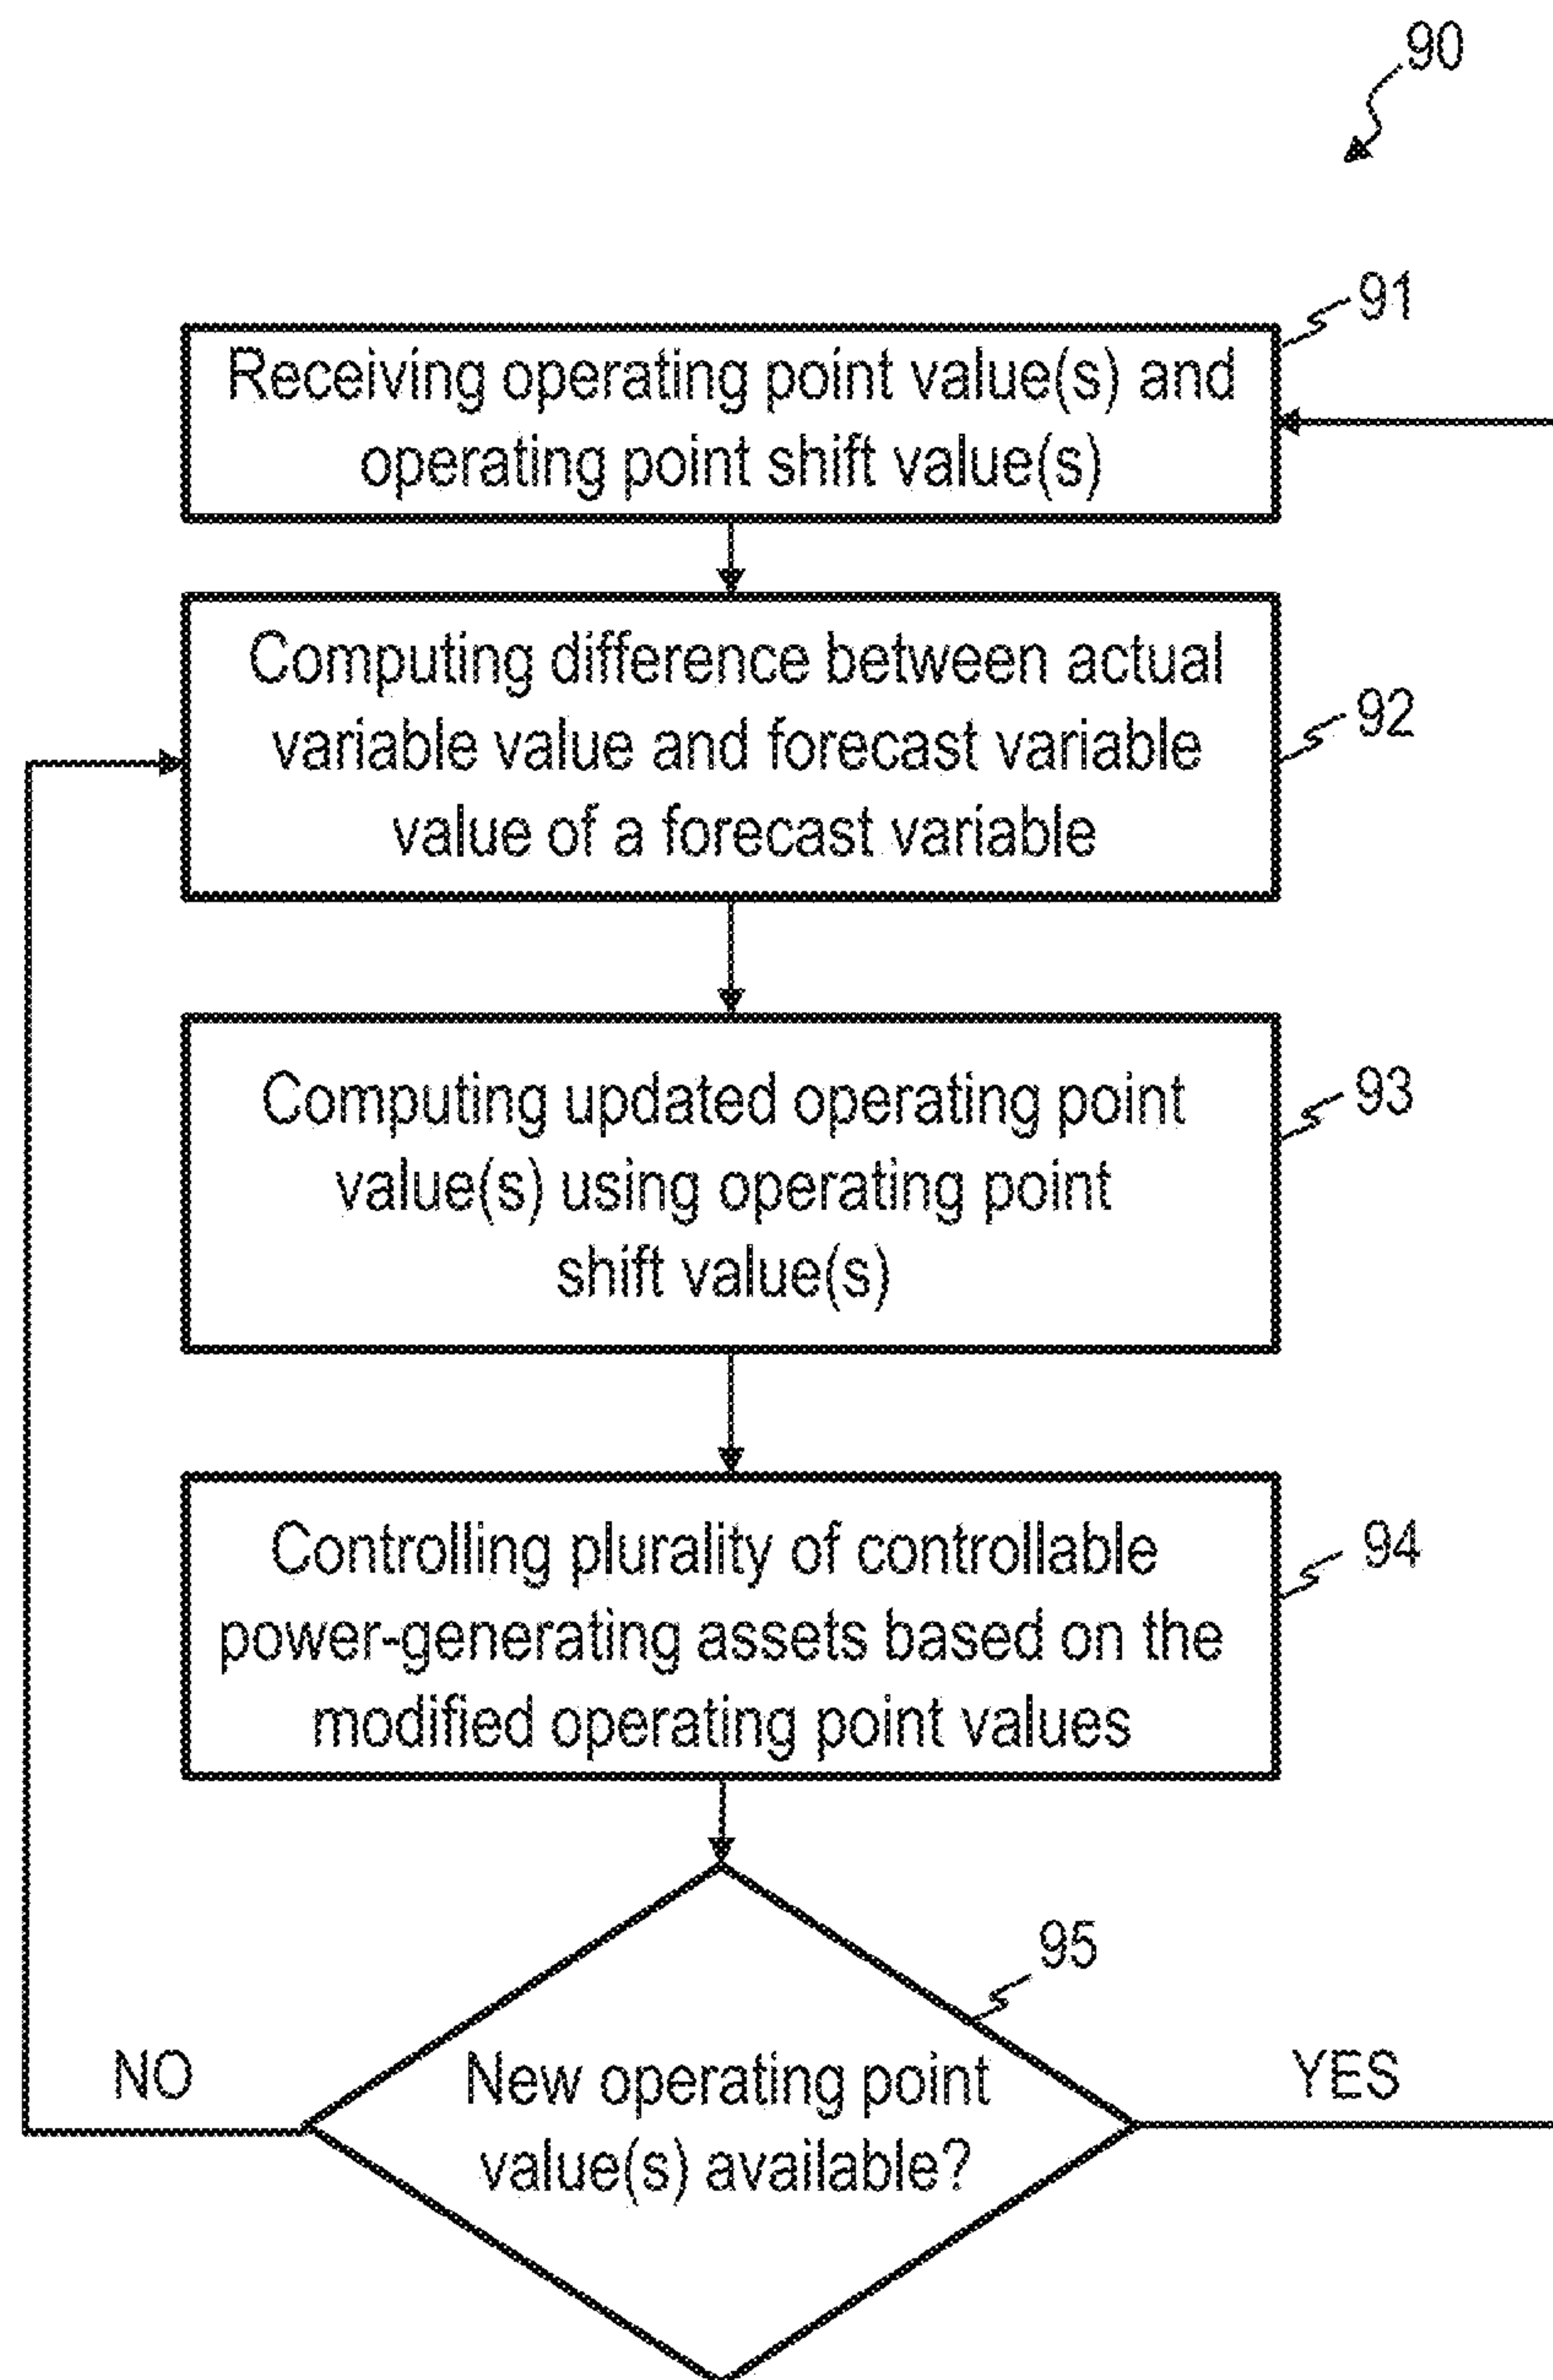 90
91
Receiving operating point value(s) and
operating point shift value(s)
Computing difference between actual
variable value and forecast variable
value of a forecast variable
92
Computing updated operating point
value(s) using operating point
shift value(s)
93
Controlling plurality of controllable
power-generating assets based on the
modified operating point values
94
95
NO
New operating point
value(s) available?
YES